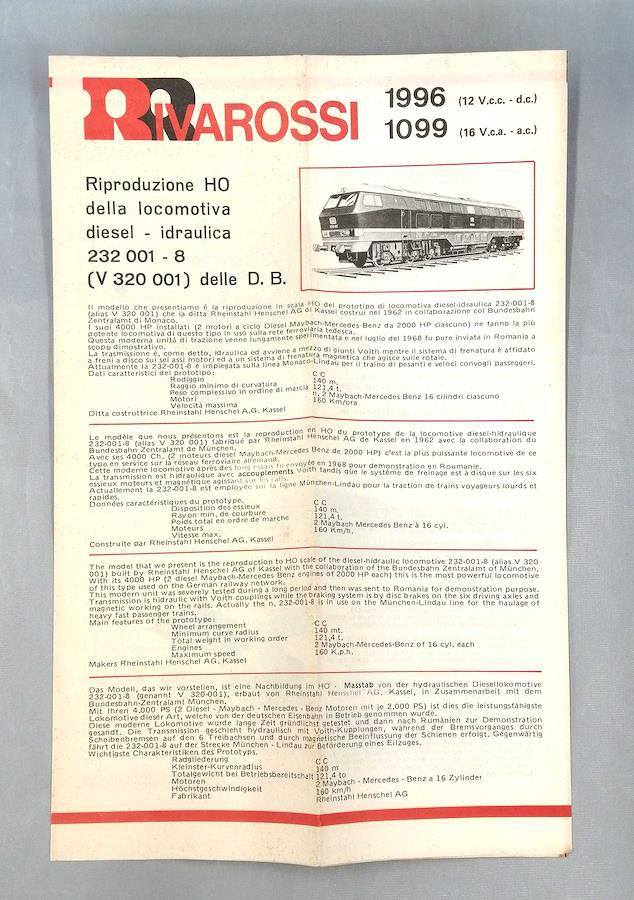 RIVAROSSI
1996 (12 V.c.c. - d.c.)
1099 (16 V.c.a. - a.c.)
Riproduzione HO
della locomotiva
diesel - idraulica
232 001 - 8
(V 320 001) delle D. B.
Il modello che presentiamo è la riproduzione in scala HO del prototipo di locomotiva diesel-idraulica 232-001-8
(alias V 320 001) che la ditta Rheinstahl Henschel AG di Kassel costruì nel 1962 in collaborazione col Bundesbahn
Zentralamt di Monaco.
I suoi 4000 HP installati (2 motori a ciclo Diesel Maybach-Mercedes Benz da 2000 HP ciascuno) ne fanno la più
potente locomotiva di questo tipo in uso sulla rete ferroviaria tedesca.
Questa moderna unità di trazione venne lungamente sperimentata e nel luglio del 1968 fu pure inviata in Romania a
scopo dimostrativo.
La trasmissione è, come detto, idraulica ed avviene a mezzo di giunti Voith mentre il sistema di frenatura è affidato
a freni a disco sui sei assi motori ed a un sistema di frenatura magnetica che agisce sulle rotaie.
Attualmente la 232-001-8 è impiegata sulla linea Monaco-Lindau per il traino di pesanti e veloci convogli passeggeri.
Dati caratteristici del prototipo:
Rodiggio C C
Raggio minimo di curvatura 140 m.
Peso complessivo in ordine di marcia 121,4 t.
Motori n. 2 Maybach-Mercedes Benz 16 cilindri ciascuno
Velocità massima 160 Km/ora
Ditta costruttrice Rheinstahl Henschel A.G. Kassel
Le modèle que nous présentons est la reproduction en HO du prototype de la locomotive diesel-hidraulique
232-001-8 (alias V 320 001) fabriqué par Rheinstahl Henschel AG de Kassel en 1962 avec la collaboration du
Bundesbahn Zentralamt de München.
Avec ses 4000 Ch, (2 moteurs diesel Maybach-Mercedes Benz de 2000 HP) c'est la plus puissante locomotive de ce
type en service sur la réseau ferroviaire allemand.
Cette moderne locomotive après des long essais fu envoyée en 1968 pour demonstration en Roumanie.
La transmission est hidraulique avec accouplements Voith tandis que le système de freinage est à disque sur les six
essieux moteurs et magnétique agissant sur les rails.
Actuallement la 232-001-8 est employée sur la ligne München-Lindau pour la traction de trains voyageurs lourds et
rapides.
Données caractéristiques du prototype.
Disposition des essieux C C
Rayon min. de courbure 140 m.
Poids total en ordre de marche 121,4 t.
Moteurs 2 Maybach Mercedes Benz à 16 cyl.
Vitesse max. 160 Km/h.
Construite par Rheinstahl Henschel AG. Kassel
The model that we present is the reproduction to HO scale of the diesel-hidraulic locomotive 232-001-8 (alias V 320
001) built by Rheinstahl Henschel AG of Kassel with the collaboration of the Bundesbahn Zentralamt of München.
With its 4000 HP (2 diesel Maybach-Mercedes Benz engines of 2000 HP each) this is the most powerful locomotive
of this type used on the German railway network.
This modern unit was severely tested during a long period and then was sent to Romania for demonstration purpose.
Transmission is hidraulic with Voith couplings while the braking system is by disc brakes on the six driving axles and
magnetic working on the rails. Actually the n. 232-001-8 is in use on the München-Lindau line for the haulage of
heavy fast passenger trains.
Main features of the prototype:
Wheel arrangement C C
Minimum curve radius 140 mt.
Total weight in working order 121,4 t.
Engines 2 Maybach-Mercedes-Benz of 16 cyl. each
Maximum speed 160 K.p.h.
Makers Rheinstahl Henschel AG. Kassel
Das Modell, das wir vorstellen, ist eine Nachbildung im HO - Masstab von der hydraulischen Diesellokomotive
232-001-8 (genannt V 320-001), erbaut von Rheinstahl Henschel AG. Kassel, in Zusammenarbeit mit dem
Bundesbahn-Zentralamt München.
Mit Ihren 4.000 PS (2 Diesel - Maybach - Mercedes - Benz Motoren mit je 2.000 PS) ist dies die leistungsfähigste
Lokomotive dieser Art, welche von der deutschen Eisenbahn in Betrieb genommen wurde.
Diese moderne Lokomotive wurde lange Zeit gründlichst getestet und dann nach Rumänien zur Demonstration
gesandt. Die Transmission geschieht hydraulisch mit Voith-Kupplungen, während der Bremsvorganges durch
Scheibenbremsen auf den 6 Treibachsen und durch magnetische Beeinflussung der Schienen erfolgt. Gegenwärtig
fährt die 232-001-8 auf der Strecke München - Lindau zur Beförderung eines Eilzuges.
Wichtigste Charakteristiken des Prototyps.
Radgliederung C C
Kleinster-Kurvenradius 140 m
Totalgewicht bei Betriebsbereitschaft 121,4 to
Motoren 2 Maybach - Mercedes - Benz a 16 Zylinder
Höchstgeschwindigkeit 160 km/h
Fabrikant Rheinstahl Henschel AG